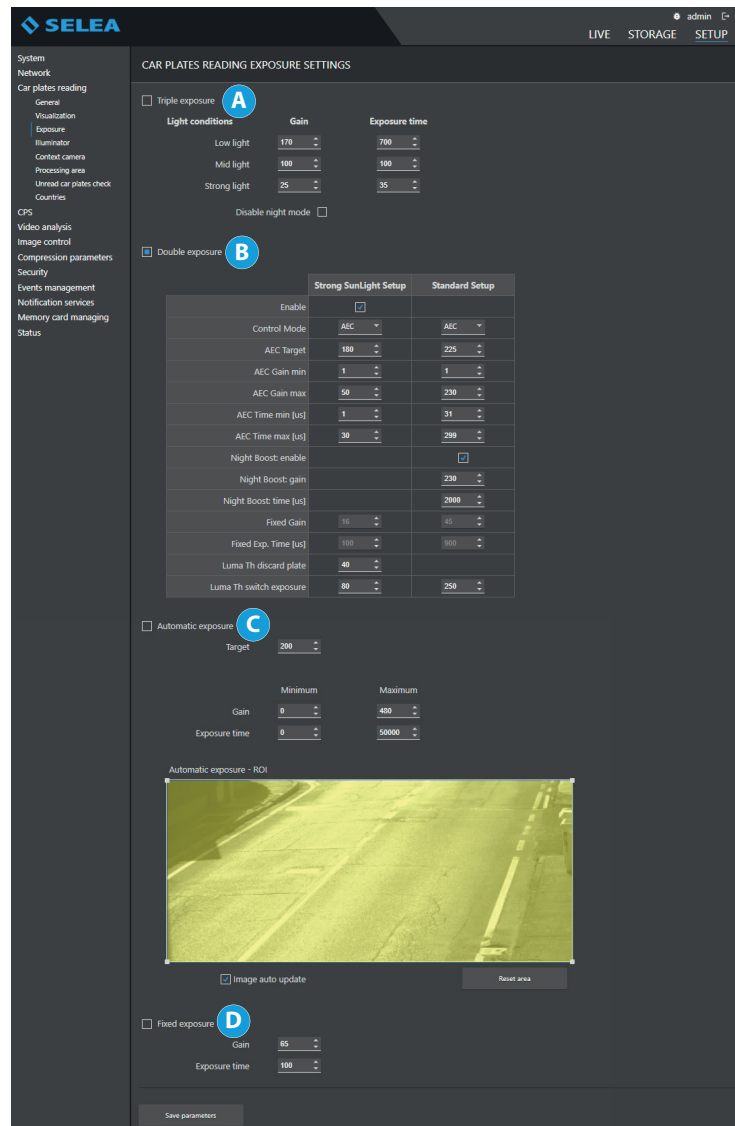 SELEA
admin
LIVE STORAGE SETUP
System
Network
Car plates reading
General
Visualization
Exposure
Illuminator
Context camera
Processing area
Unread car plates check
Countries
CPS
Video analysis
Image control
Compression parameters
Security
Events management
Notification services
Memory card managing
Status
CAR PLATES READING EXPOSURE SETTINGS
Triple exposure A
Light conditions Gain Exposure time
Low light 170 700
Mid light 100 100
Strong light 25 35
Disable night mode
Double exposure B
Strong SunLight Setup Standard Setup
Enable
Control Mode AEC AEC
AEC Target 180 225
AEC Gain min 1 1
AEC Gain max 50 230
AEC Time min [us] 1 31
AEC Time max [us] 30 299
Night Boost: enable
Night Boost: gain 230
Night Boost: time [us] 2000
Fixed Gain 16 45
Fixed Exp. Time [us] 100 900
Luma Th discard plate 40
Luma Th switch exposure 80 250
Automatic exposure C
Target 200
Minimum Maximum
Gain 0 480
Exposure time 0 50000
Automatic exposure - ROI
Image auto update Reset area
Fixed exposure D
Gain 65
Exposure time 100
Save parameters